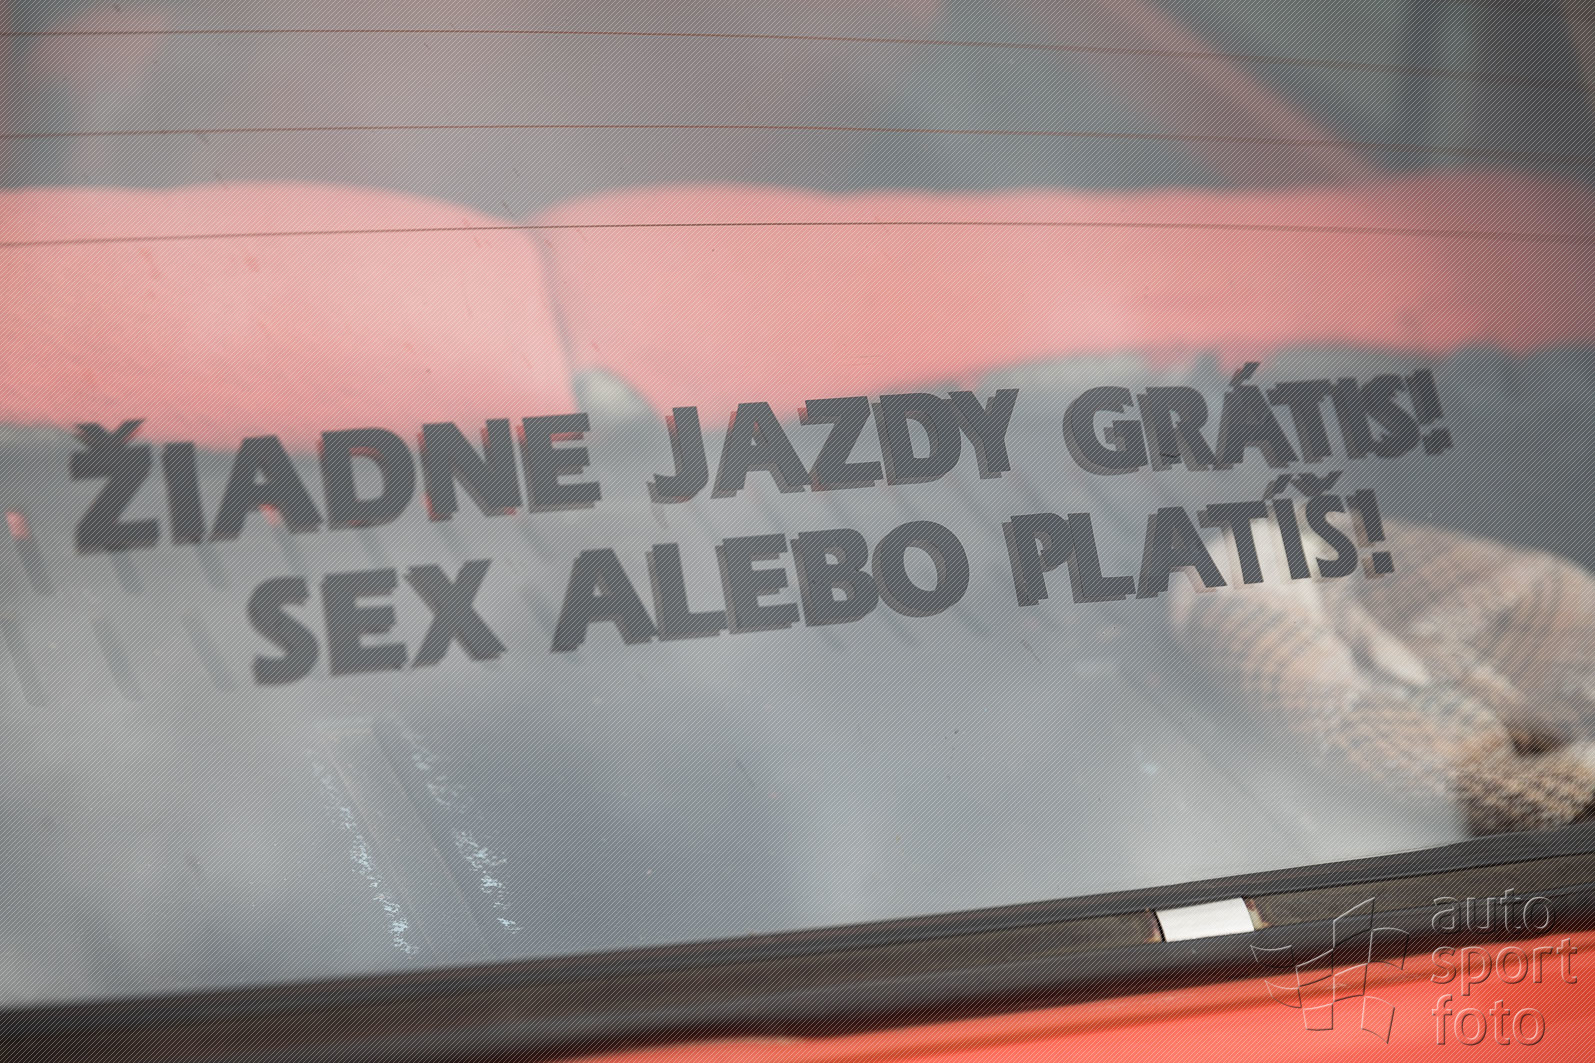 ŽIADNE JAZDY GRÁTIS!
SEX ALEBO PLATÍŠ!
auto
sport
foto